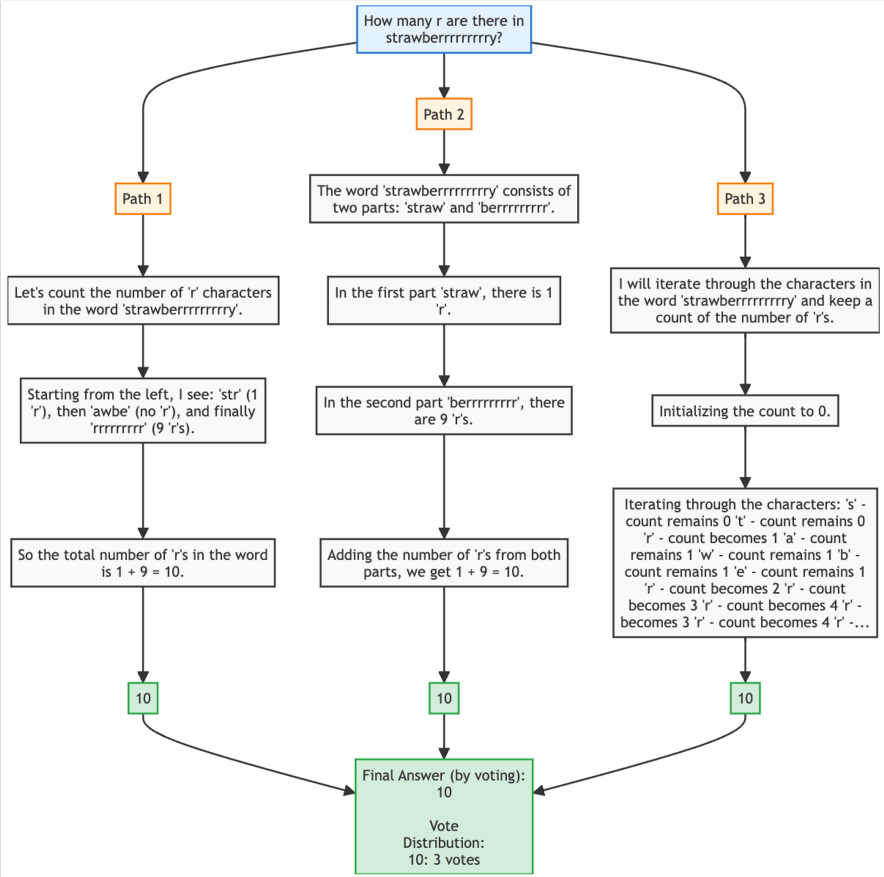 How many r are there in
strawberrrrrrrrry?
Path 2
Path 1
The word 'strawberrrrrrrrry' consists of
two parts: 'straw' and 'berrrrrrrrr'.
Path 3
Let's count the number of 'r' characters
in the word 'strawberrrrrrrrry'.
In the first part 'straw', there is 1
'r'.
I will iterate through the characters in
the word 'strawberrrrrrrrry' and keep a
count of the number of 'r's.
Starting from the left, I see: 'str' (1
'r'), then 'awbe' (no 'r'), and finally
'rrrrrrrrr' (9 'r's).
In the second part 'berrrrrrrrr', there
are 9 'r's.
Initializing the count to 0.
So the total number of 'r's in the word
is 1 + 9 = 10.
Adding the number of 'r's from both
parts, we get 1 + 9 = 10.
Iterating through the characters: 's' -
count remains 0 't' - count remains 0
'r' - count becomes 1 'a' - count
remains 1 'w' - count remains 1 'b' -
count remains 1 'e' - count remains 1
'r' - count becomes 2 'r' - count
becomes 3 'r' - count becomes 4 'r' -
becomes 3 'r' - count becomes 4 'r' -...
10
10
10
Final Answer (by voting):
10
Vote
Distribution:
10: 3 votes